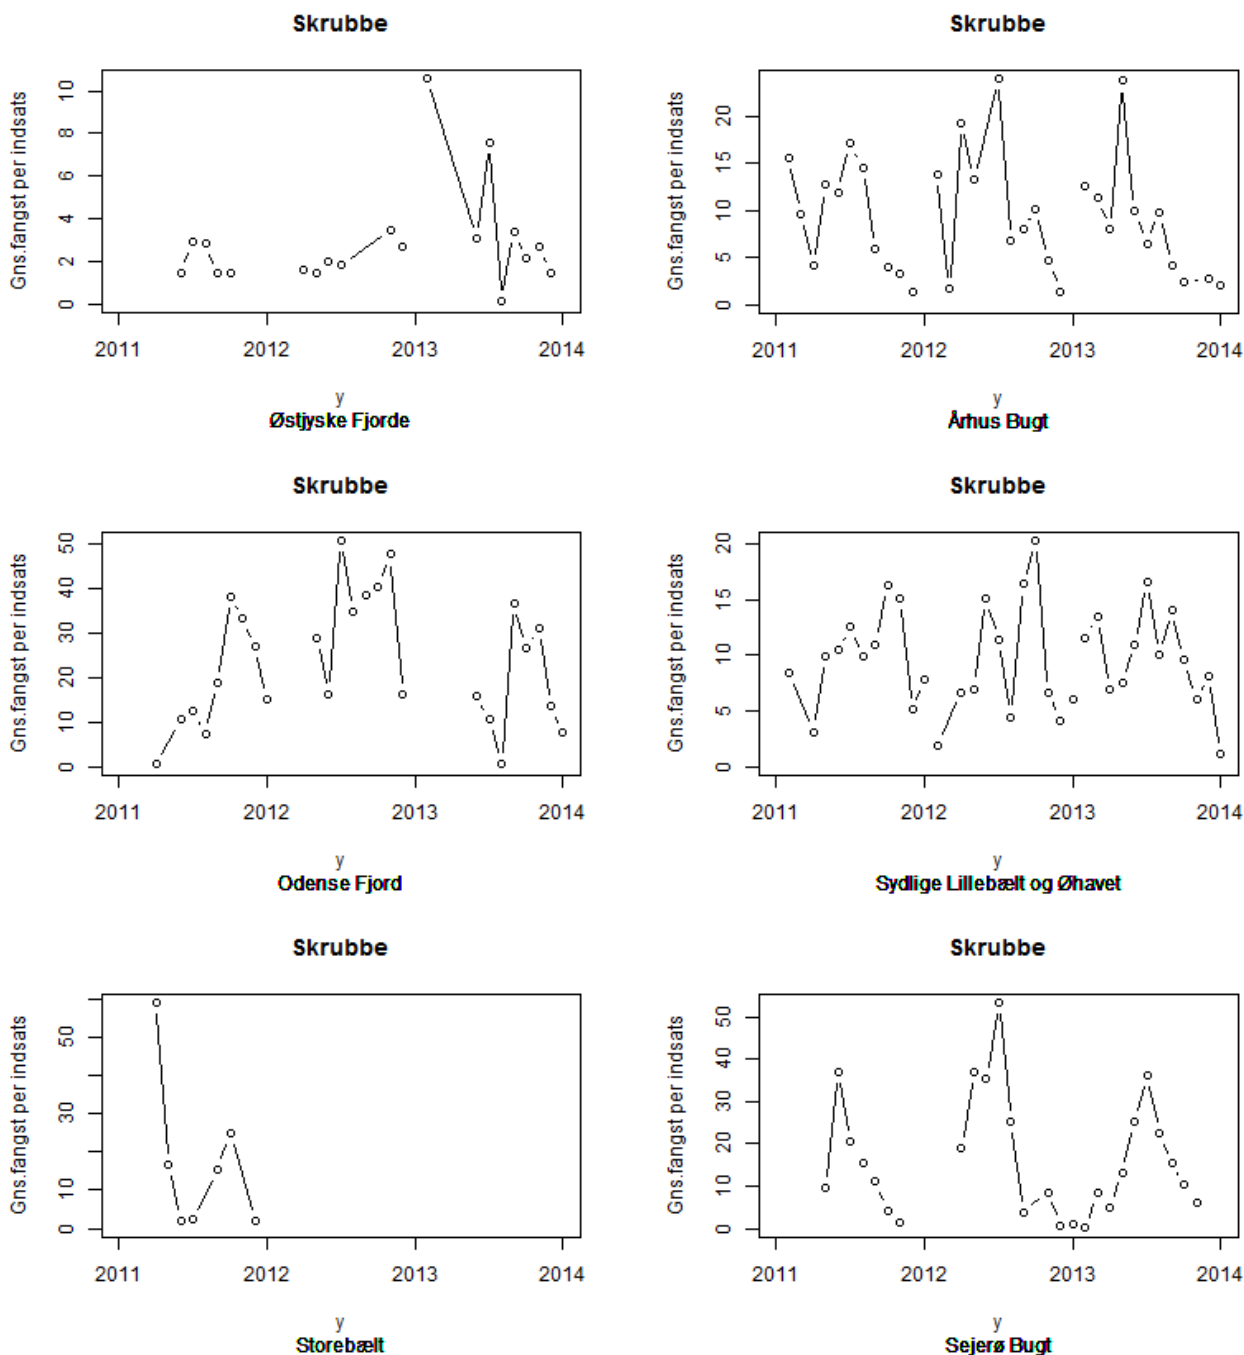 Skrubbe
Gns.fangst per indsats
10
8
6
4
2
0
2011 2012 2013 2014
y
Østjyske Fjorde
Skrubbe
Gns.fangst per indsats
20
15
10
5
0
2011 2012 2013 2014
y
Århus Bugt
Skrubbe
Gns.fangst per indsats
50
40
30
20
10
0
2011 2012 2013 2014
y
Odense Fjord
Skrubbe
Gns.fangst per indsats
20
15
10
5
0
2011 2012 2013 2014
y
Sydlige Lillebælt og Øhavet
Skrubbe
Gns.fangst per indsats
50
30
10
0
2011 2012 2013 2014
y
Storebælt
Skrubbe
Gns.fangst per indsats
50
40
30
20
10
0
2011 2012 2013 2014
y
Sejerø Bugt